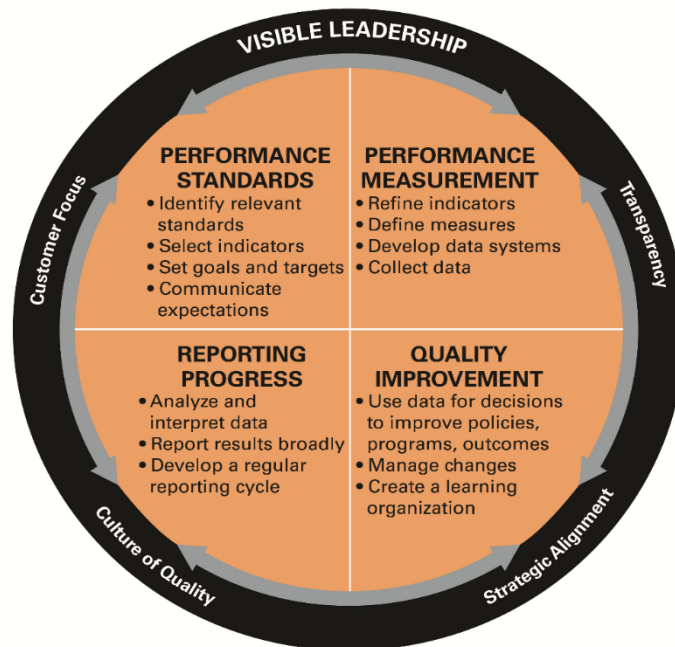 VISIBLE LEADERSHIP
Customer Focus
Transparency
PERFORMANCE
STANDARDS
• Identify relevant
standards
• Select indicators
• Set goals and targets
• Communicate
expectations
PERFORMANCE
MEASUREMENT
• Refine indicators
• Define measures
• Develop data systems
• Collect data
REPORTING
PROGRESS
• Analyze and
interpret data
• Report results broadly
• Develop a regular
reporting cycle
QUALITY
IMPROVEMENT
• Use data for decisions
to improve policies,
programs, outcomes
• Manage changes
• Create a learning
organization
Culture of Quality
Strategic Alignment